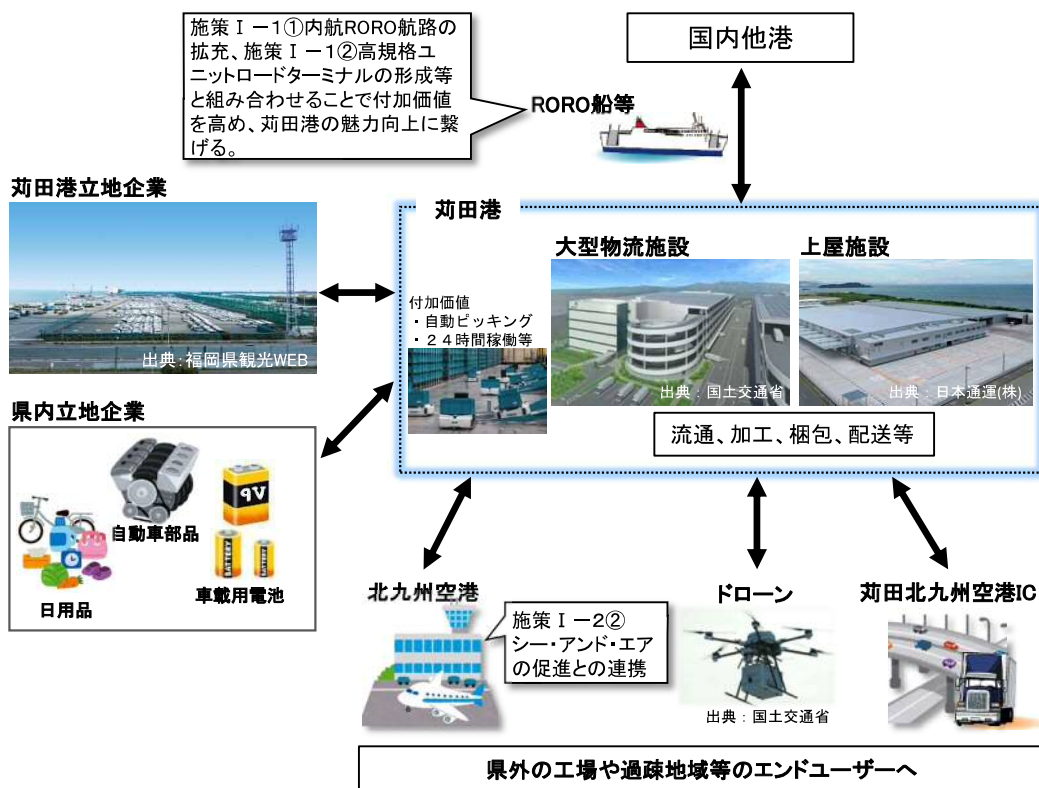 施策Ⅰ－1①内航RORO航路の
拡充、施策Ⅰ－1②高規格ユ
ニットロードターミナルの形成等
と組み合わせることで付加価値
を高め、苅田港の魅力向上に繋
げる。
国内他港
RORO船等
苅田港立地企業
出典：福岡県観光WEB
苅田港
大型物流施設
上屋施設
付加価値
・自動ピッキング
・２４時間稼働等
出典：国土交通省
出典：日本通運(株)
流通、加工、梱包、配送等
県内立地企業
9V
自動車部品
BATTERY
BATTERY
日用品
車載用電池
北九州空港
施策Ⅰ－2②
シー・アンド・エア
の促進との連携
ドローン
出典：国土交通省
苅田北九州空港IC
県外の工場や過疎地域等のエンドユーザーへ